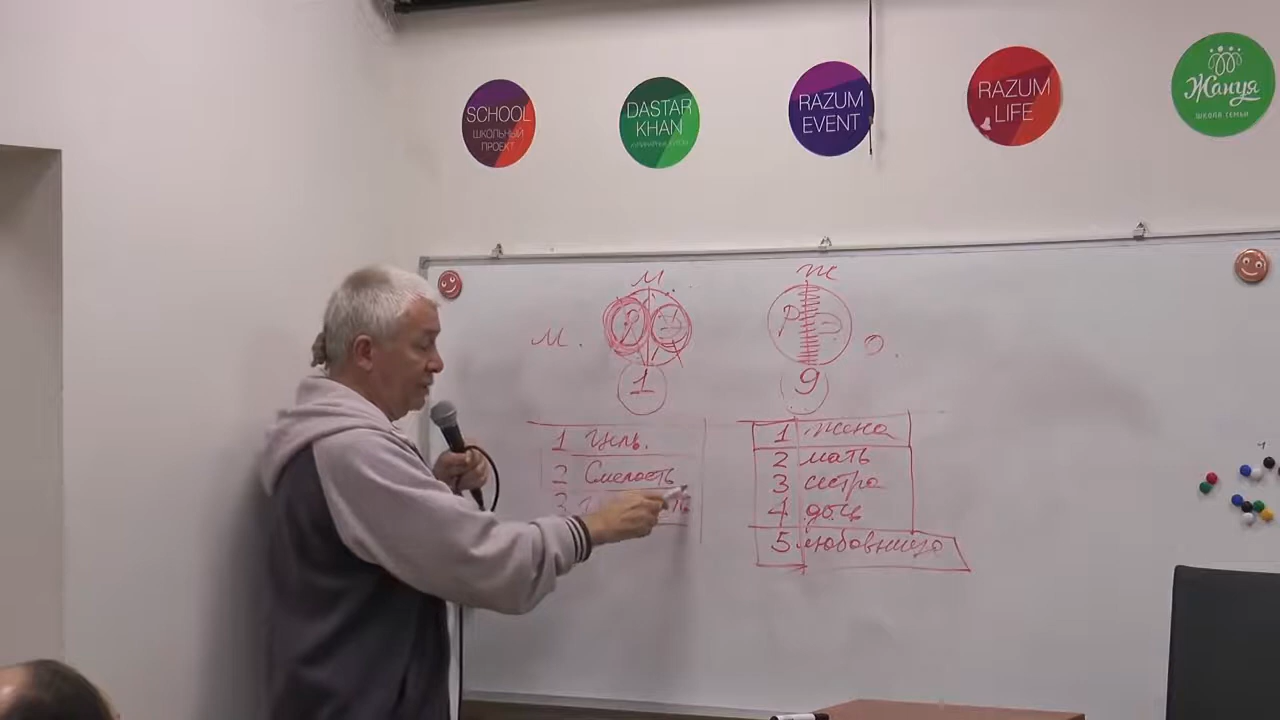 SCHOOL
ШКОЛЬНЫЙ
ПРОЕКТ
DASTAR
KHAN
RAZUM
EVENT
RAZUM
LIFE
Жануя
ШКОЛА СЕМЬИ
М
Ж
М.
Р
Р
О.
1
9
1 Цель.
2 Смелость
3
1 жена
2 мать
3 сестра
4 дочь
5 любовница